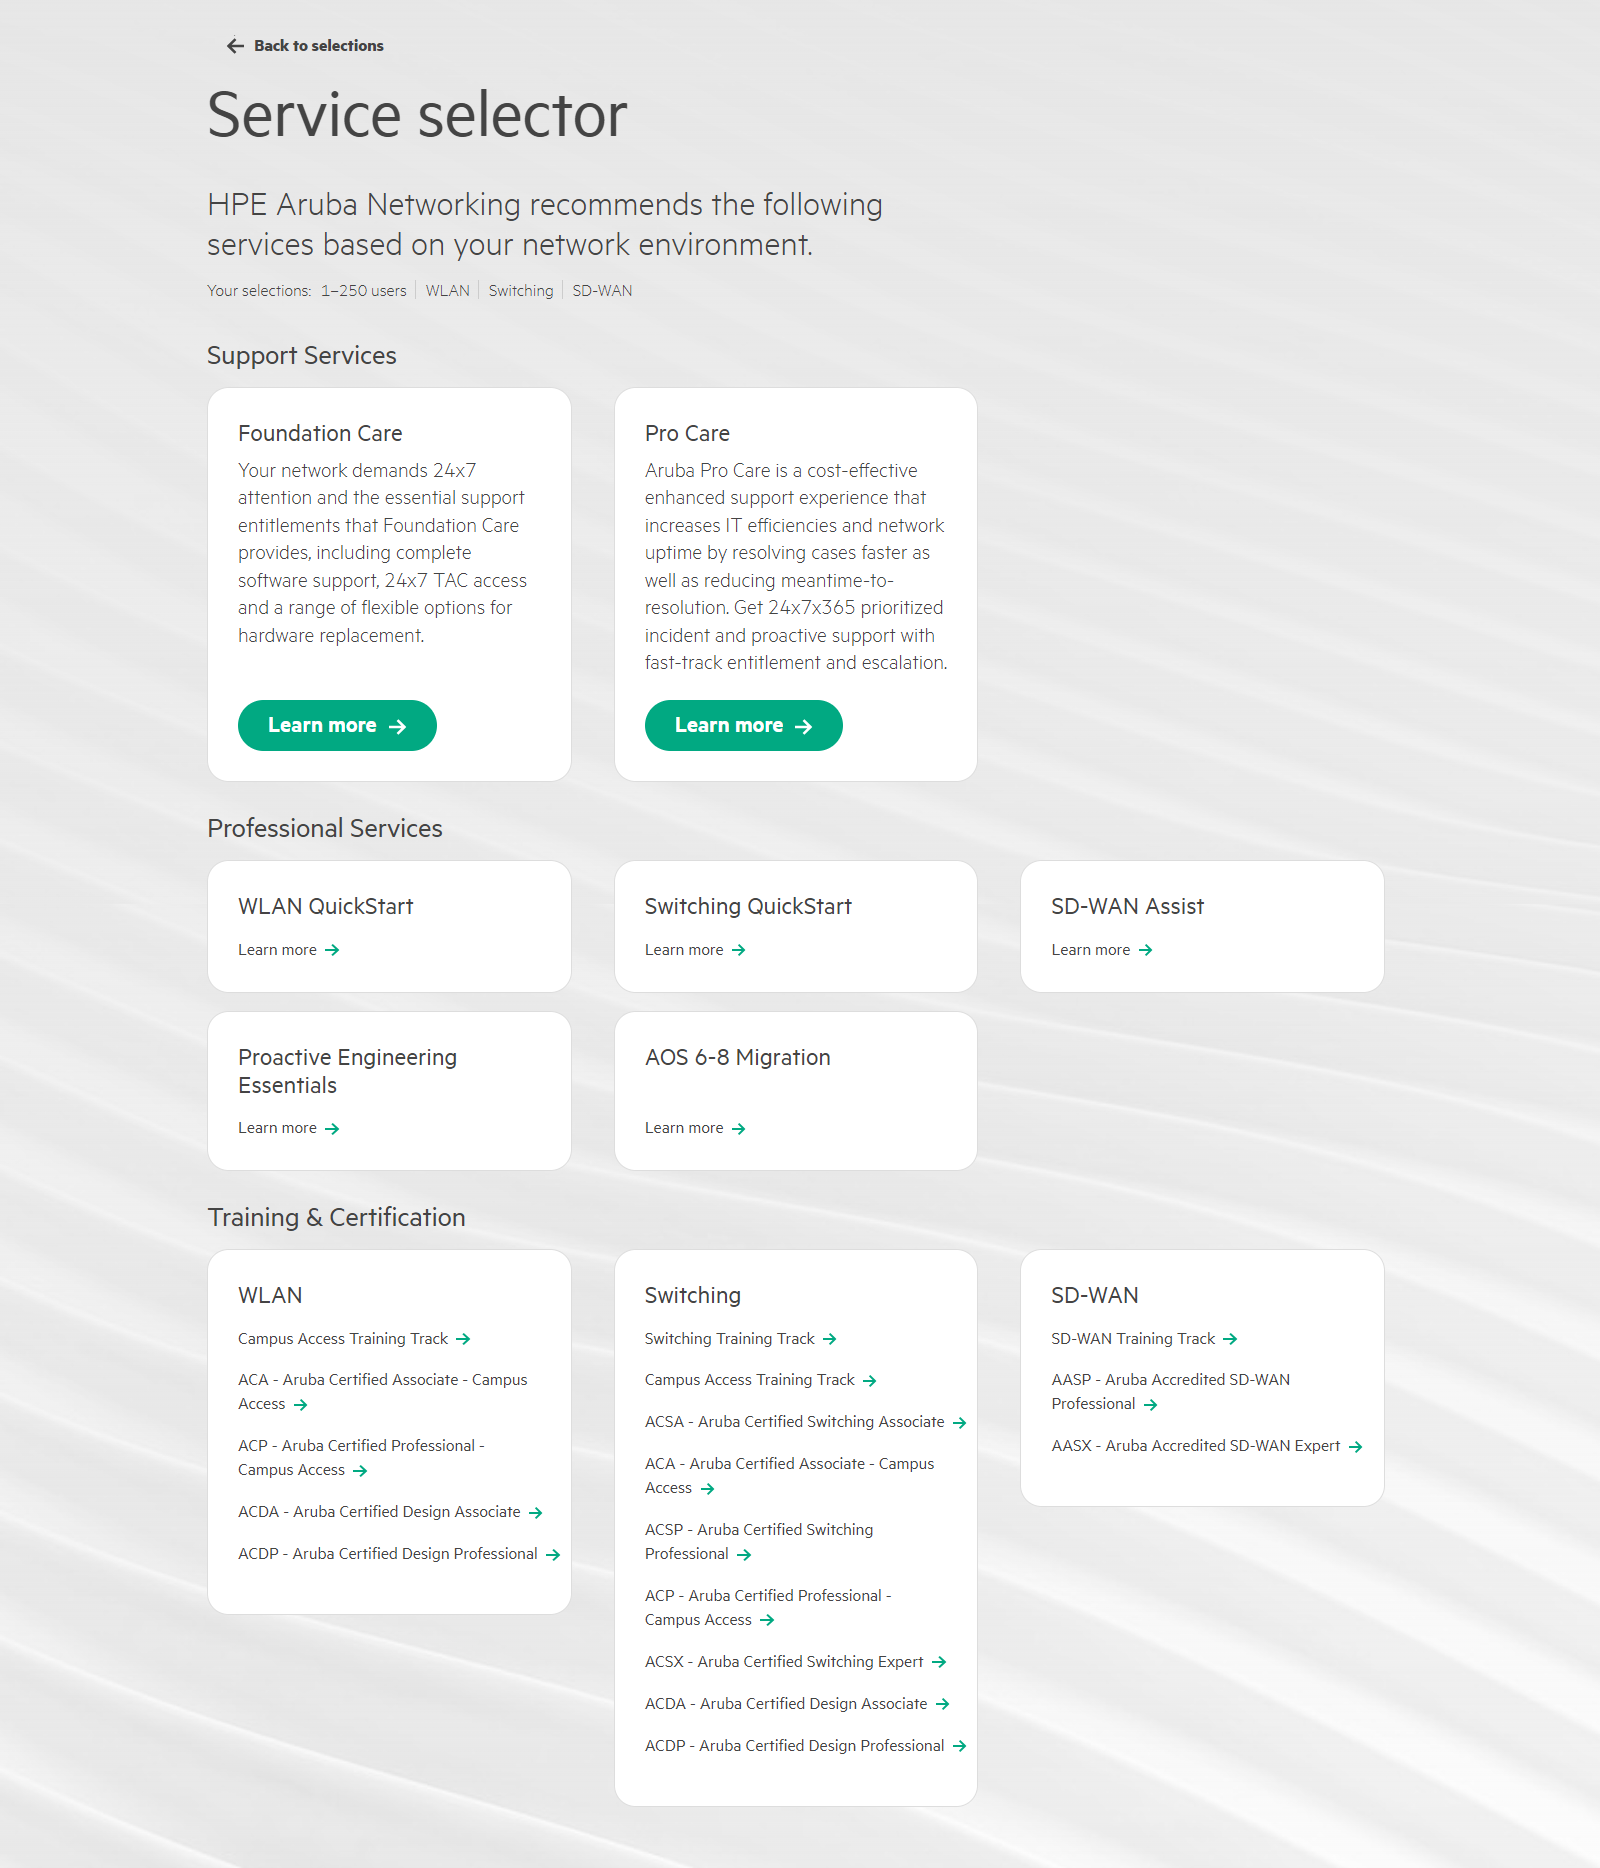 Back to selections
Service selector
HPE Aruba Networking recommends the following
services based on your network environment.
Your selections: 1–250 users WLAN Switching SD-WAN
Support Services
Foundation Care
Your network demands 24x7
attention and the essential support
entitlements that Foundation Care
provides, including complete
software support, 24x7 TAC access
and a range of flexible options for
hardware replacement.
Learn more
Pro Care
Aruba Pro Care is a cost-effective
enhanced support experience that
increases IT efficiencies and network
uptime by resolving cases faster as
well as reducing meantime-to-
resolution. Get 24x7x365 prioritized
incident and proactive support with
fast-track entitlement and escalation.
Learn more
Professional Services
WLAN QuickStart
Learn more
Switching QuickStart
Learn more
SD-WAN Assist
Learn more
Proactive Engineering
Essentials
Learn more
AOS 6-8 Migration
Learn more
Training & Certification
WLAN
Campus Access Training Track
ACA - Aruba Certified Associate - Campus
Access
ACP - Aruba Certified Professional -
Campus Access
ACDA - Aruba Certified Design Associate
ACDP - Aruba Certified Design Professional
Switching
Switching Training Track
Campus Access Training Track
ACSA - Aruba Certified Switching Associate
ACA - Aruba Certified Associate - Campus
Access
ACSP - Aruba Certified Switching
Professional
ACP - Aruba Certified Professional -
Campus Access
ACSX - Aruba Certified Switching Expert
ACDA - Aruba Certified Design Associate
ACDP - Aruba Certified Design Professional
SD-WAN
SD-WAN Training Track
AASP - Aruba Accredited SD-WAN
Professional
AASX - Aruba Accredited SD-WAN Expert